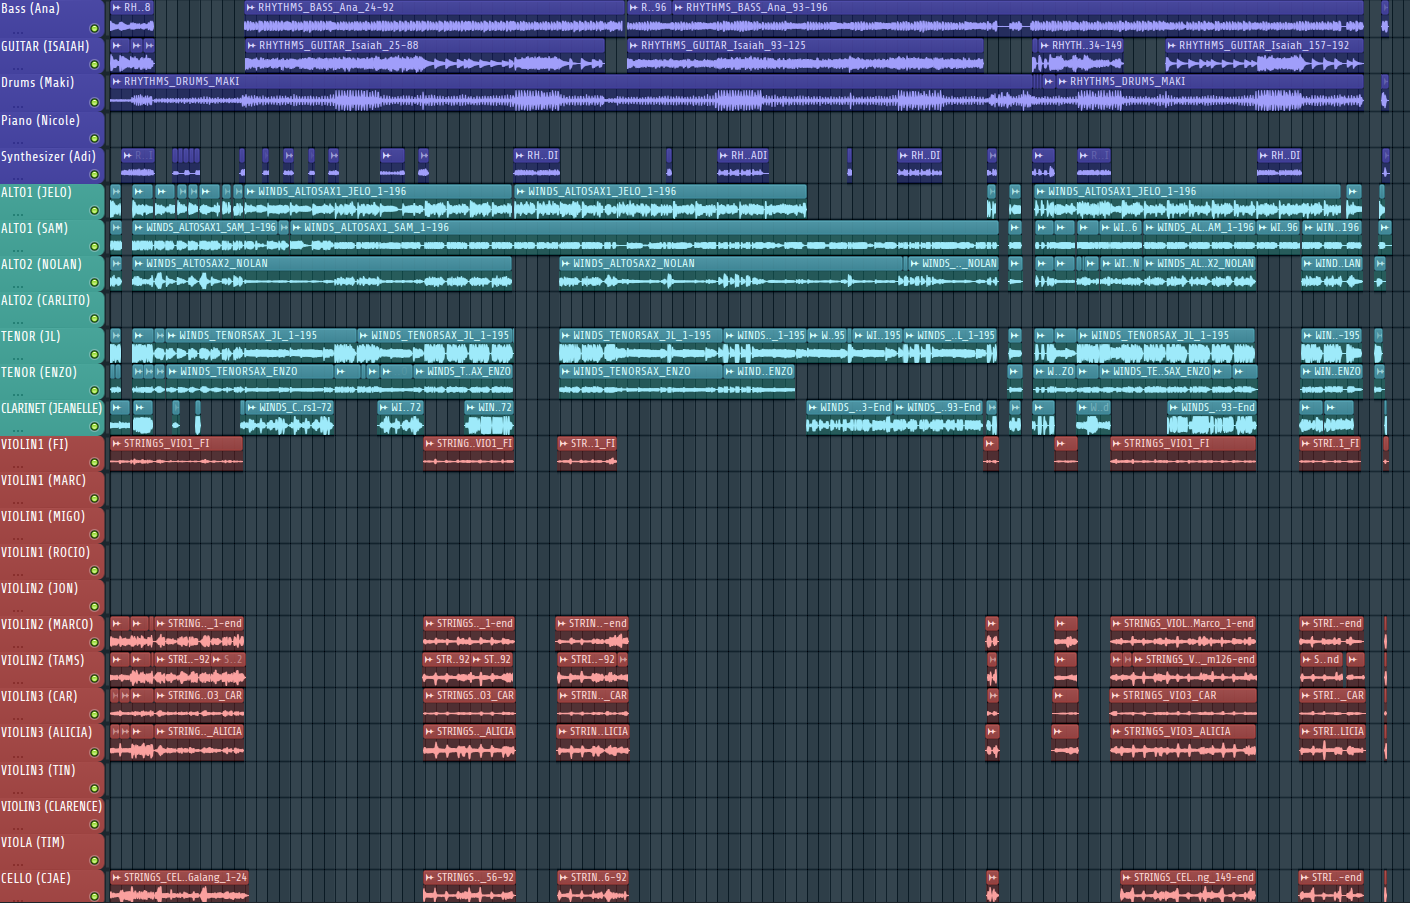 Bass (Ana) RH..8 RHYTHMS_BASS_Ana_24-92 R..96 RHYTHMS_BASS_Ana_93-196
GUITAR (ISAIAH) RHYTHMS_GUITAR_Isaiah_25-88 RHYTHMS_GUITAR_Isaiah_93-125 RHYTH..34-149 RHYTHMS_GUITAR_Isaiah_157-192
Drums (Maki) RHYTHMS_DRUMS_MAKI RHYTHMS_DRUMS_MAKI
Piano (Nicole)
Synthesizer (Adi) RH..DI RH..ADI RH..DI RH..DI
ALTO1 (JELO) WINDS_ALTOSAX1_JELO_1-196 WINDS_ALTOSAX1_JELO_1-196 WINDS_ALTOSAX1_JELO_1-196
ALTO1 (SAM) WINDS_ALTOSAX1_SAM_1-196 WINDS_ALTOSAX1_SAM_1-196 WI..6 WINDS_AL..AM_1-196 WI..96 WIN..196
ALTO2 (NOLAN) WINDS_ALTOSAX2_NOLAN WINDS_ALTOSAX2_NOLAN WINDS_.._NOLAN WI..N WINDS_AL..X2_NOLAN WIND..LAN
ALTO2 (CARLITO)
TENOR (JL) WINDS_TENORSAX_JL_1-195 WINDS_TENORSAX_JL_1-195 WINDS_TENORSAX_JL_1-195 WINDS..1-195 W..95 WI..195 WINDS_..L_1-195 WINDS_TENORSAX_JL_1-195 WIN..-195
TENOR (ENZO) WINDS_TENORSAX_ENZO WINDS_T..AX_ENZO WINDS_TENORSAX_ENZO WIND..ENZO W..ZO WINDS_TE..SAX_ENZO WIN..ENZO
CLARINET (JEANELLE) WINDS_C..rs1-72 WI..72 WIN..72 WINDS_..3-End WINDS_..93-End WINDS_..93-End
VIOLIN1 (FI) STRINGS_VIO1_FI STRING..VIO1_FI STR..1_FI STRINGS_VIO1_FI STRI..1_FI
VIOLIN1 (MARC)
VIOLIN1 (MIGO)
VIOLIN1 (ROCIO)
VIOLIN2 (JON)
VIOLIN2 (MARCO) STRING.._1-end STRINGS.._1-end STRIN..-end STRINGS_VIOL..Marco_1-end STRI..-end
VIOLIN2 (TAMS) STRI..-92 S..2 STR..92 ST..92 STRI..-92 STRINGS_V.._m126-end S..nd
VIOLIN3 (CAR) STRING..O3_CAR STRINGS..O3_CAR STRIN.._CAR STRINGS_VIO3_CAR STRI.._CAR
VIOLIN3 (ALICIA) STRING.._ALICIA STRINGS.._ALICIA STRIN..LICIA STRINGS_VIO3_ALICIA STRI..LICIA
VIOLIN3 (TIN)
VIOLIN3 (CLARENCE)
VIOLA (TIM)
CELLO (CJAE) STRINGS_CEL..Galang_1-24 STRINGS.._56-92 STRIN..6-92 STRINGS_CEL..ng_149-end STRI..-end